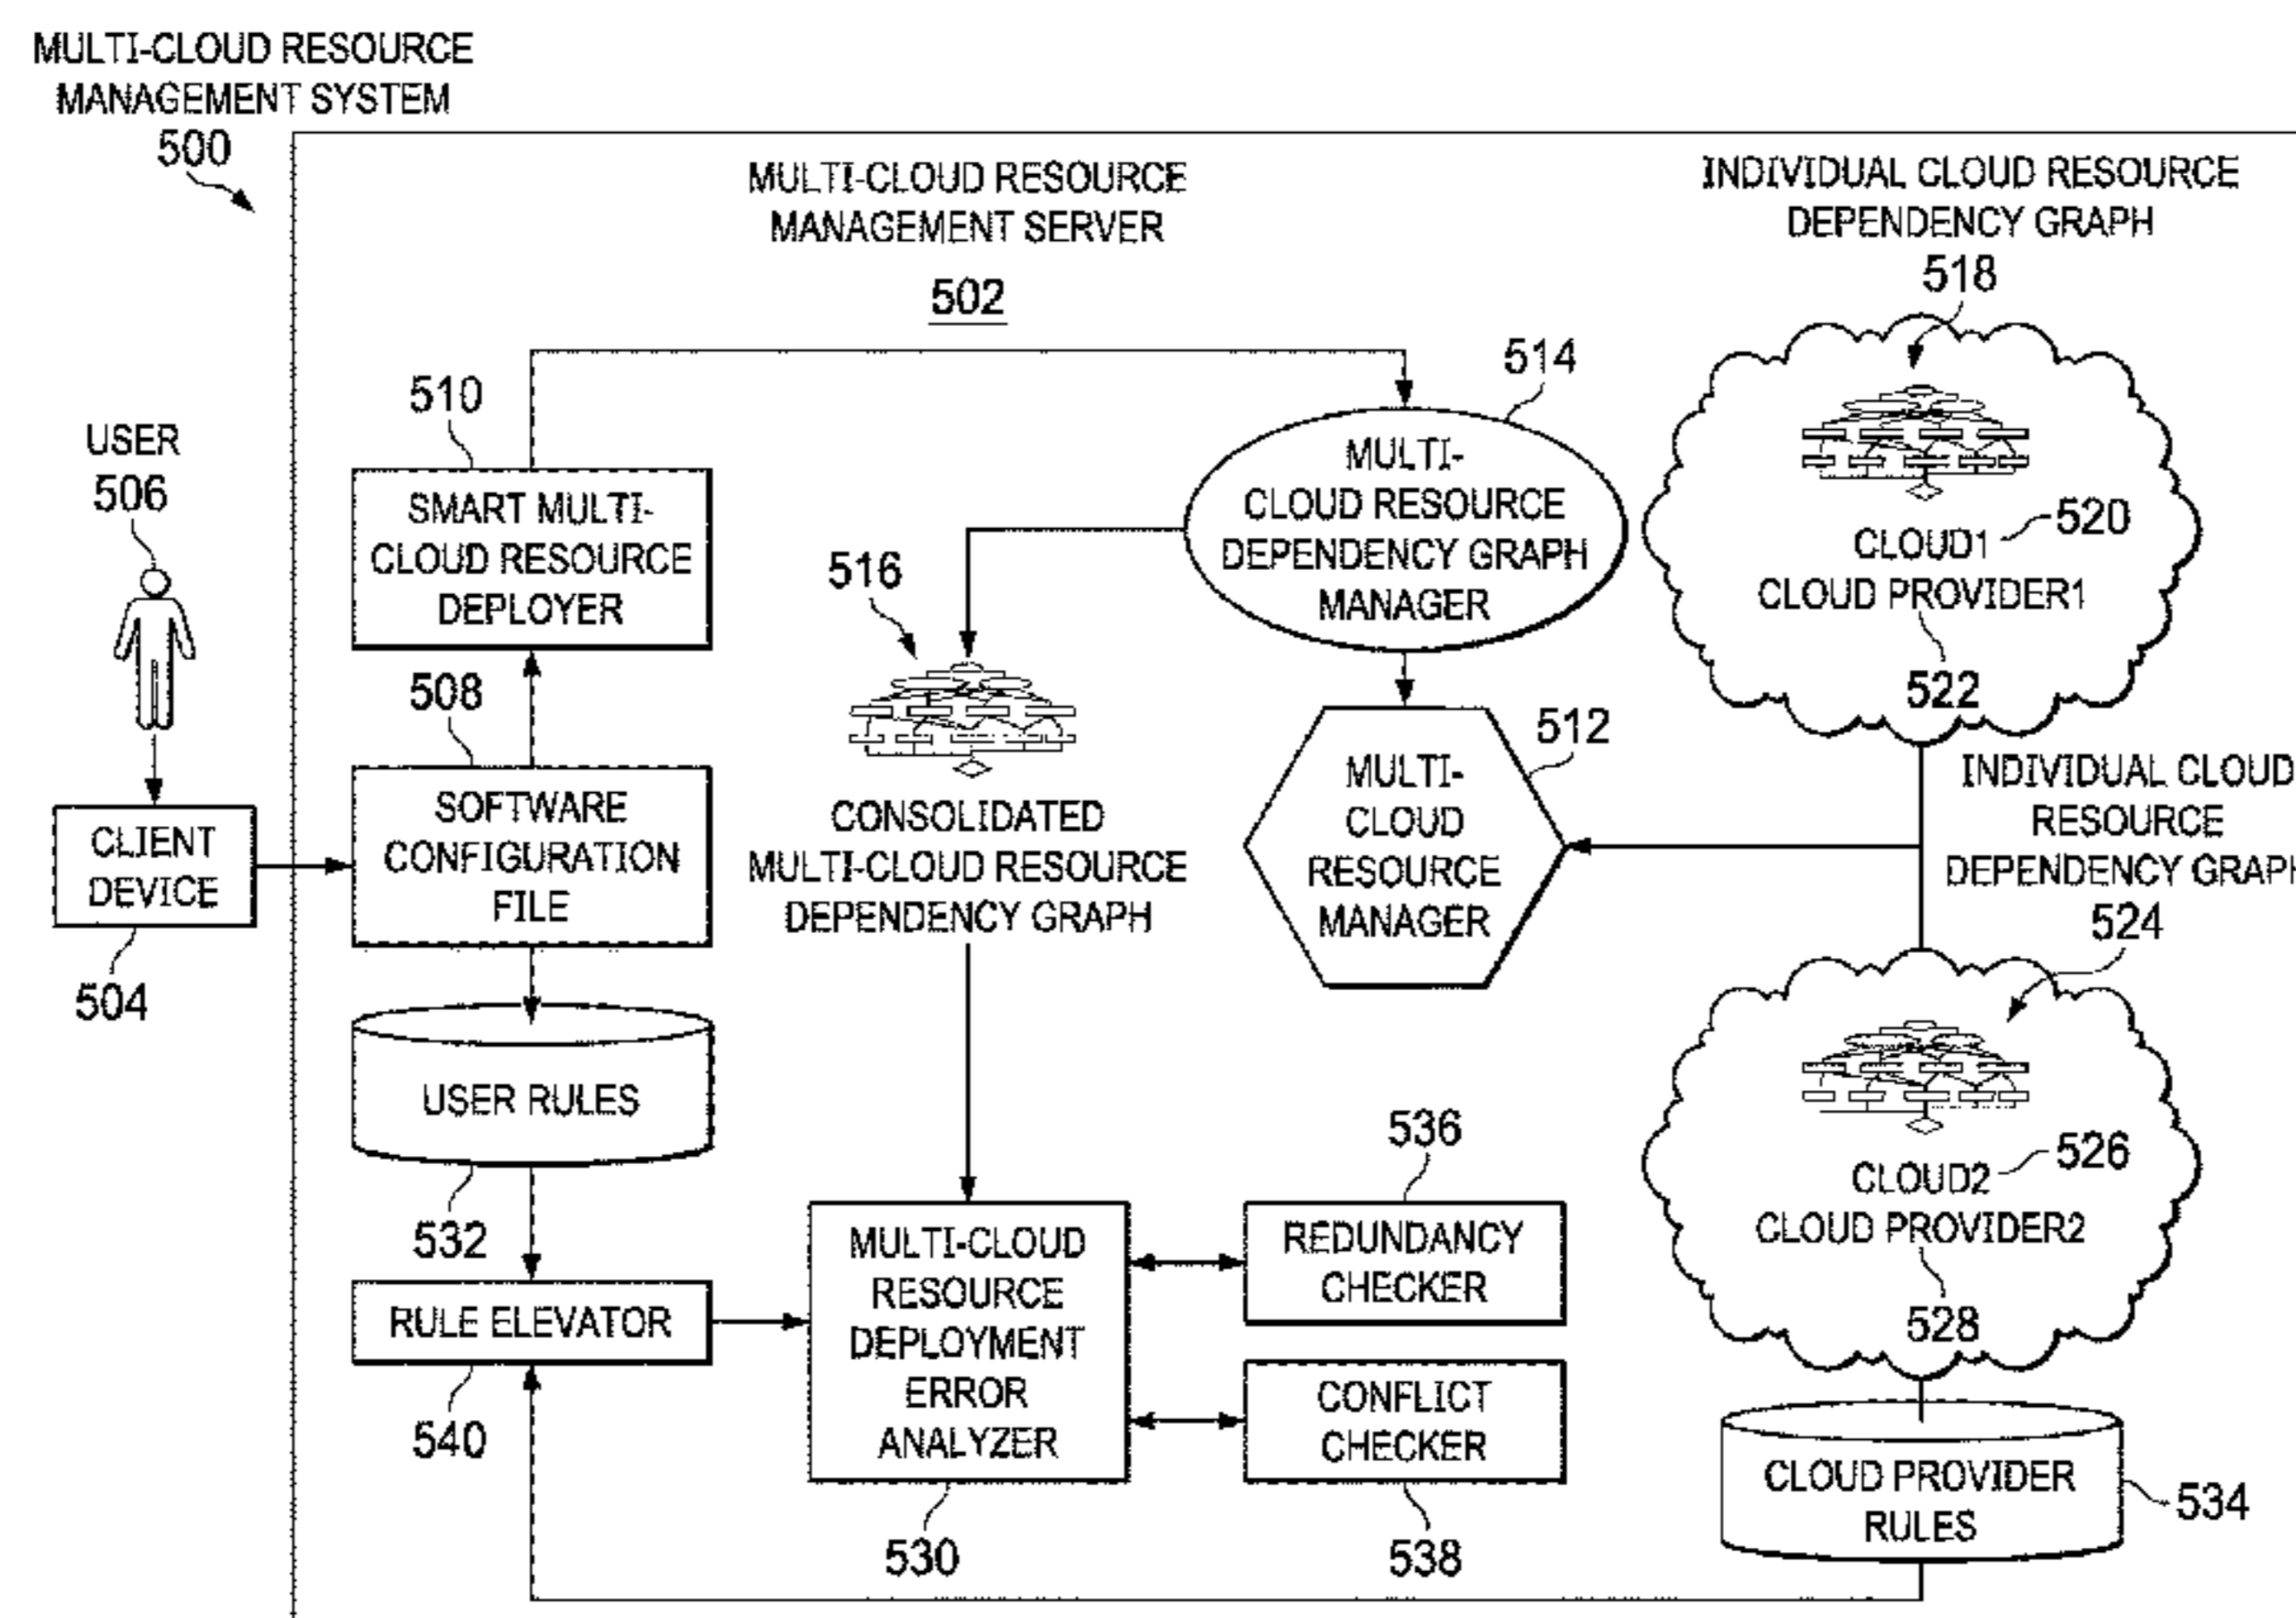 MULTI-CLOUD RESOURCE
MANAGEMENT SYSTEM
500
MULTI-CLOUD RESOURCE
MANAGEMENT SERVER
502
INDIVIDUAL CLOUD RESOURCE
DEPENDENCY GRAPH
518
USER
506
CLIENT
DEVICE
504
510
SMART MULTI-
CLOUD RESOURCE
DEPLOYER
508
SOFTWARE
CONFIGURATION
FILE
USER RULES
532
RULE ELEVATOR
540
514
MULTI-
CLOUD RESOURCE
DEPENDENCY GRAPH
MANAGER
516
CONSOLIDATED
MULTI-CLOUD RESOURCE
DEPENDENCY GRAPH
512
MULTI-
CLOUD
RESOURCE
MANAGER
CLOUD1
520
CLOUD PROVIDER1
522
INDIVIDUAL CLOUD
RESOURCE
DEPENDENCY GRAPH
524
CLOUD2
526
CLOUD PROVIDER2
528
MULTI-CLOUD
RESOURCE
DEPLOYMENT
ERROR
ANALYZER
530
536
REDUNDANCY
CHECKER
CONFLICT
CHECKER
538
CLOUD PROVIDER
RULES
534